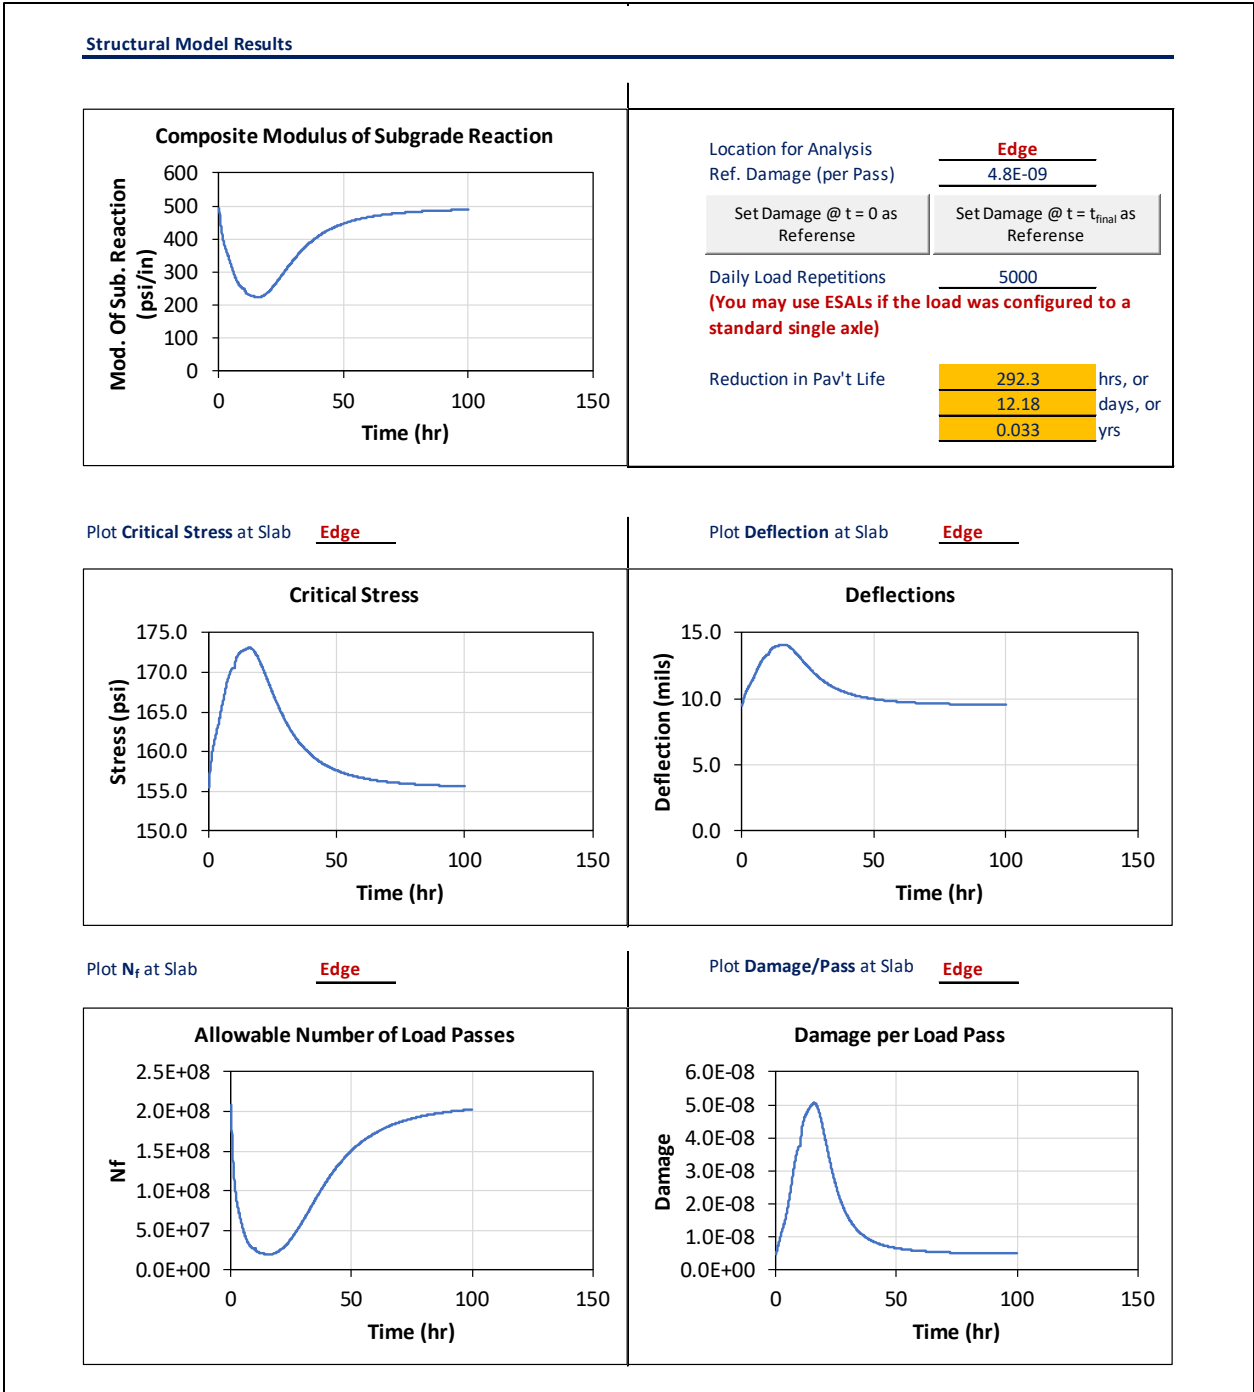 Structural Model Results
Composite Modulus of Subgrade Reaction
Mod. Of Sub. Reaction
(psi/in)
600
500
400
300
200
100
0
0 50 100 150
Time (hr)
Location for Analysis Edge
Ref. Damage (per Pass) 4.8E-09
Set Damage @ t = 0 as
Referense
Set Damage @ t = tfinal as
Referense
Daily Load Repetitions 5000
(You may use ESALs if the load was configured to a
standard single axle)
Reduction in Pav't Life 292.3 hrs, or
12.18 days, or
0.033 yrs
Plot Critical Stress at Slab Edge
Plot Deflection at Slab Edge
Critical Stress
Stress (psi)
175.0
170.0
165.0
160.0
155.0
150.0
0 50 100 150
Time (hr)
Deflections
Deflection (mils)
15.0
10.0
5.0
0.0
0 50 100 150
Time (hr)
Plot Nf at Slab Edge
Plot Damage/Pass at Slab Edge
Allowable Number of Load Passes
Nf
2.5E+08
2.0E+08
1.5E+08
1.0E+08
5.0E+07
0.0E+00
0 50 100 150
Time (hr)
Damage per Load Pass
Damage
6.0E-08
5.0E-08
4.0E-08
3.0E-08
2.0E-08
1.0E-08
0.0E+00
0 50 100 150
Time (hr)